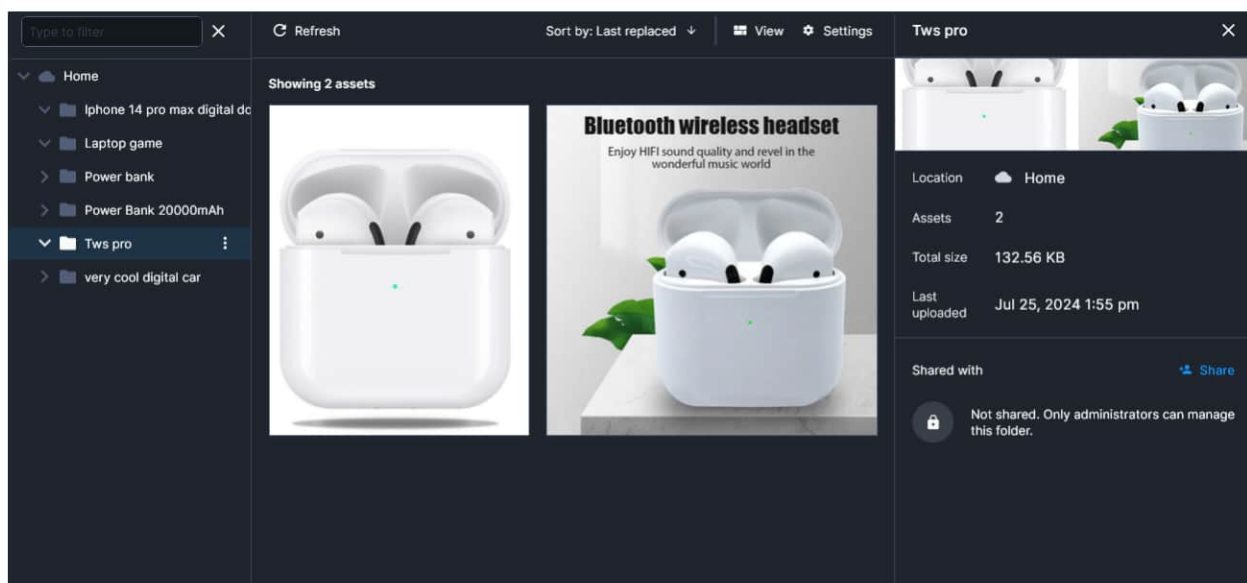 Type to filter
Home
Iphone 14 pro max digital dc
Laptop game
Power bank
Power Bank 20000mAh
Tws pro
very cool digital car
Refresh
Sort by: Last replaced
View
Settings
Showing 2 assets
Bluetooth wireless headset
Enjoy HIFI sound quality and revel in the
wonderful music world
Tws pro
Location
Home
Assets
2
Total size
132.56 KB
Last
uploaded
Jul 25, 2024 1:55 pm
Shared with
Share
Not shared. Only administrators can manage
this folder.